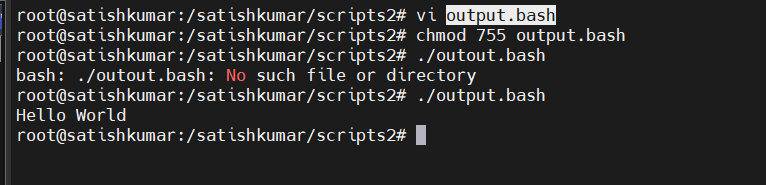 root@satishkumar:/satishkumar/scripts2# vi output.bash
root@satishkumar:/satishkumar/scripts2# chmod 755 output.bash
root@satishkumar:/satishkumar/scripts2# ./outout.bash
bash: ./outout.bash: No such file or directory
root@satishkumar:/satishkumar/scripts2# ./output.bash
Hello World
root@satishkumar:/satishkumar/scripts2#